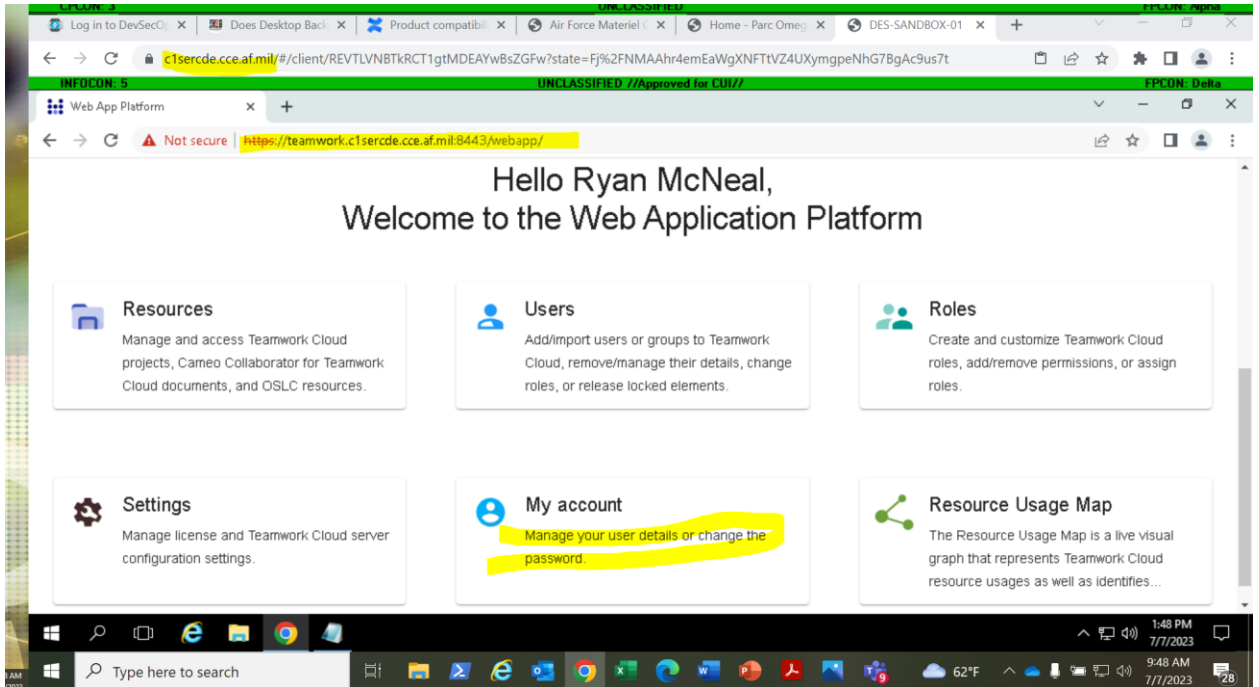 CPCON: 3 UNCLASSIFIED FPCON: Alpha
Log in to DevSecO Does Desktop Back Product compatibil Air Force Materiel C Home - Parc Omeg DES-SANDBOX-01
c1sercde.cce.af.mil/#/client/REVTLVNBTkRCT1gtMDEAYwBsZGFw?state=Fj%2FNMAAhr4emEaWgXNFTtVZ4UXymgpeNhG7BgAc9us7t
INFOCON: 5 UNCLASSIFIED //Approved for CUI// FPCON: Delta
Web App Platform
Not secure https://teamwork.c1sercde.cce.af.mil:8443/webapp/
Hello Ryan McNeal,
Welcome to the Web Application Platform
Resources
Manage and access Teamwork Cloud
projects, Cameo Collaborator for Teamwork
Cloud documents, and OSLC resources.
Users
Add/import users or groups to Teamwork
Cloud, remove/manage their details, change
roles, or release locked elements.
Roles
Create and customize Teamwork Cloud
roles, add/remove permissions, or assign
roles.
Settings
Manage license and Teamwork Cloud server
configuration settings.
My account
Manage your user details or change the
password.
Resource Usage Map
The Resource Usage Map is a live visual
graph that represents Teamwork Cloud
resource usages as well as identifies...
1:48 PM
7/7/2023
Type here to search 62°F 9:48 AM
7/7/2023
28